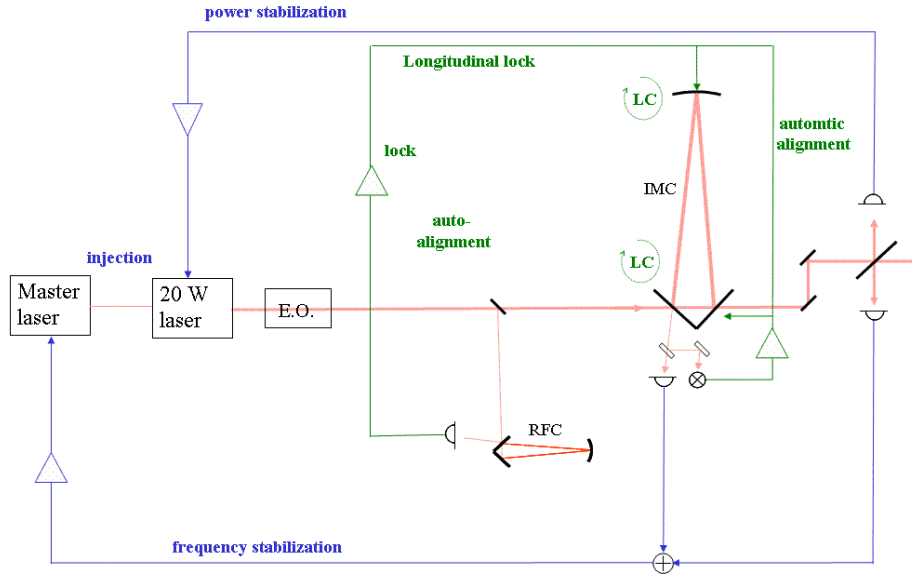 power stabilization
Longitudinal lock
LC
automtic
alignment
lock
IMC
auto-
alignment
injection
LC
Master
laser
20 W
laser
E.O.
RFC
frequency stabilization